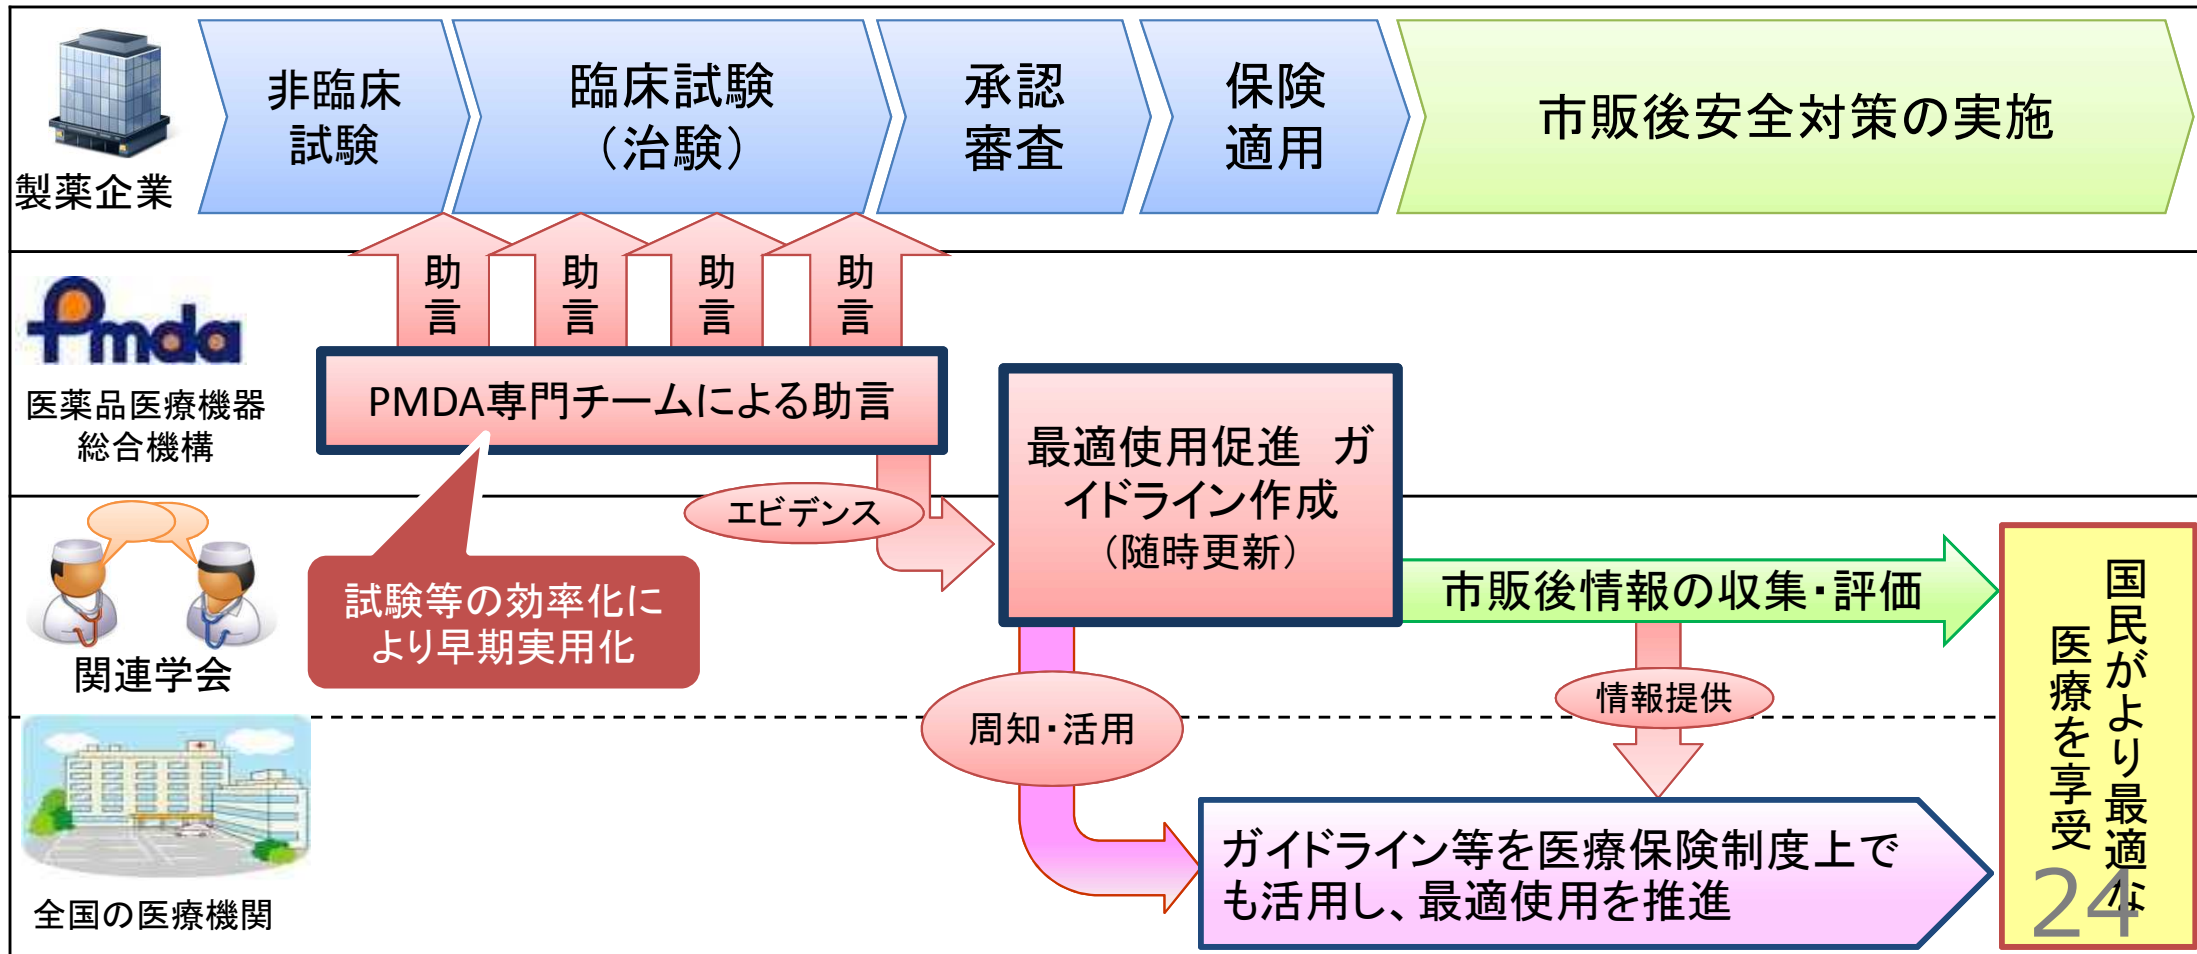 製薬企業
非臨床
試験
臨床試験
（治験）
承認
審査
保険
適用
市販後安全対策の実施
助言
助言
助言
助言
Pmda
医薬品医療機器
総合機構
PMDA専門チームによる助言
エビデンス
最適使用促進　ガ
イドライン作成
（随時更新）
試験等の効率化に
より早期実用化
関連学会
市販後情報の収集・評価
情報提供
周知・活用
国民がより最適な
医療を享受
全国の医療機関
ガイドライン等を医療保険制度上で
も活用し、最適使用を推進
24